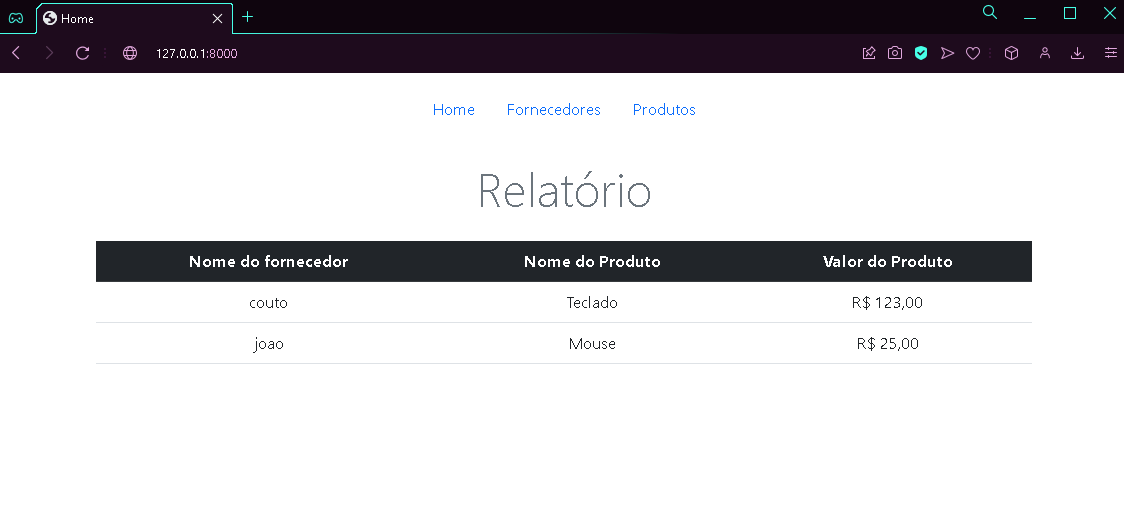 Home
127.0.0.1:8000
Home Fornecedores Produtos
Relatório
Nome do fornecedor Nome do Produto Valor do Produto
couto Teclado R$ 123,00
joao Mouse R$ 25,00